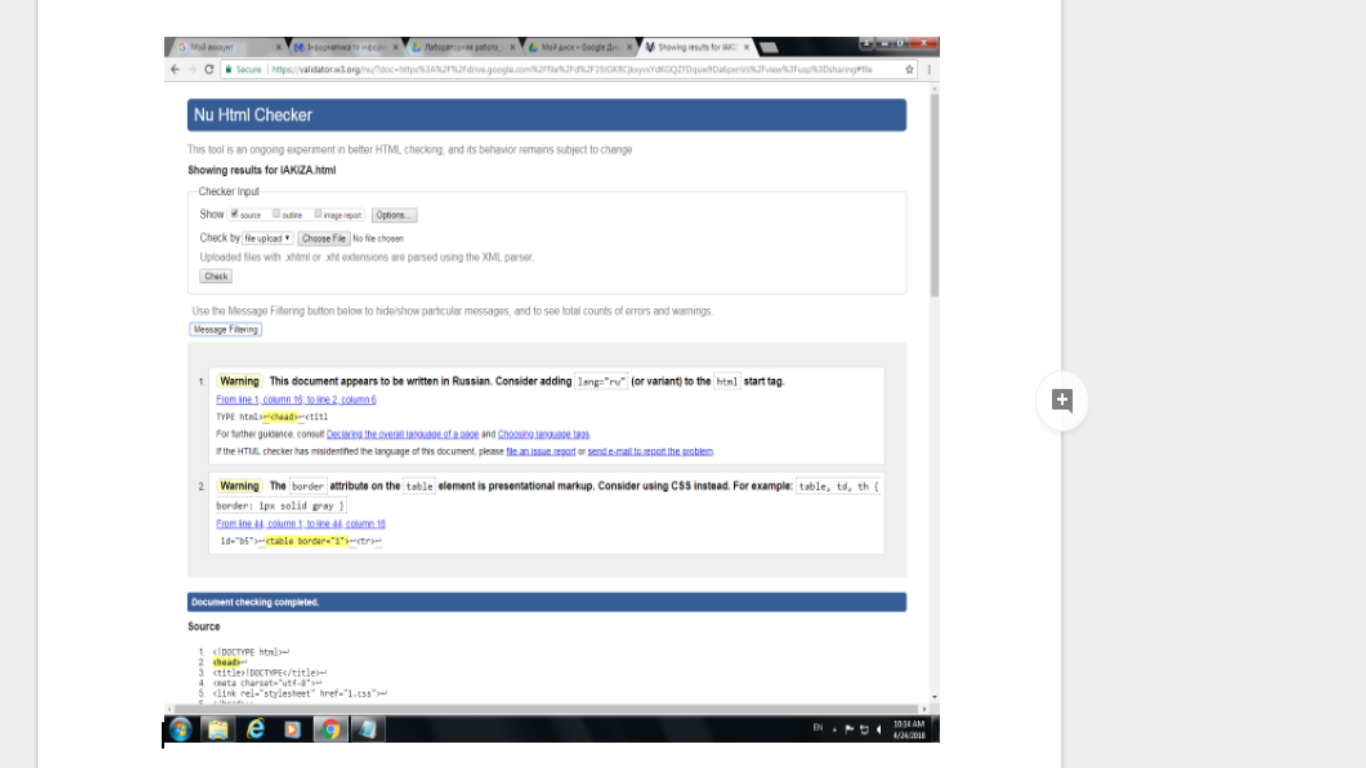 Мой аккаунт
Інформатика та інформ
Лабораторная работа_
Мой диск – Google Ди
Showing results for IAKI
Secure https://validator.w3.org/nu/?doc=https%3A%2F%2Fdrive.google.com%2Ffile%2Fd%2F
Nu Html Checker
This tool is an ongoing experiment in better HTML checking, and its behavior remains subject to change
Showing results for IAKIZA.html
Checker Input
Show source outline image report Options...
Check by file upload Choose File No file chosen
Uploaded files with .xhtml or .xht extensions are parsed using the XML parser.
Check
Use the Message Filtering button below to hide/show particular messages, and to see total counts of errors and warnings.
Message Filtering
1. Warning This document appears to be written in Russian. Consider adding lang="ru" (or variant) to the html start tag.
From line 1, column 16; to line 2, column 6
TYPE html>↩<head>↩<titl
For further guidance, consult Declaring the overall language of a page and Choosing language tags.
If the HTML checker has misidentified the language of this document, please file an issue report or send e-mail to report the problem.
2. Warning The border attribute on the table element is presentational markup. Consider using CSS instead. For example: table, td, th {
border: 1px solid gray }
From line 44, column 1; to line 44, column 18
id="b5">↩<table border="1">↩<tr>↩
Document checking completed.
Source
1. <!DOCTYPE html>↩
2. <head>↩
3. <title>!DOCTYPE</title>↩
4. <meta charset="utf-8">↩
5. <link rel="stylesheet" href="1.css">↩
EN
10:14 AM
4/24/2018